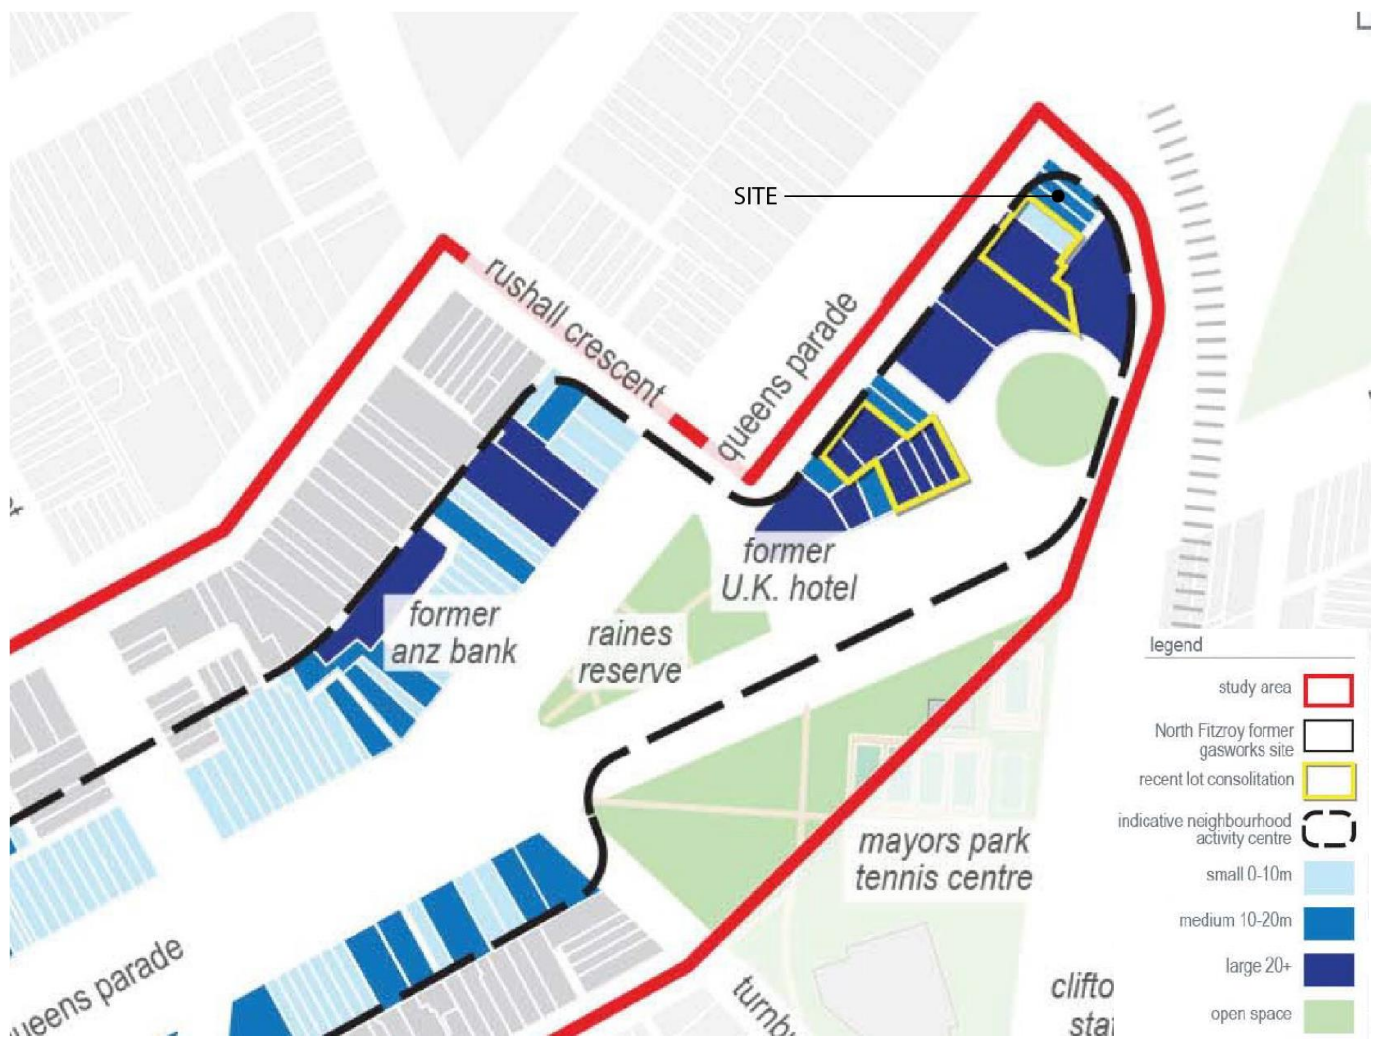 SITE
rushall crescent
queens parade
former
U.K. hotel
former
anz bank
raines
reserve
mayors park
tennis centre
queens parade
legend
study area
North Fitzroy former
gasworks site
recent lot consolitation
indicative neighbourhood
activity centre
small 0-10m
medium 10-20m
large 20+
open space